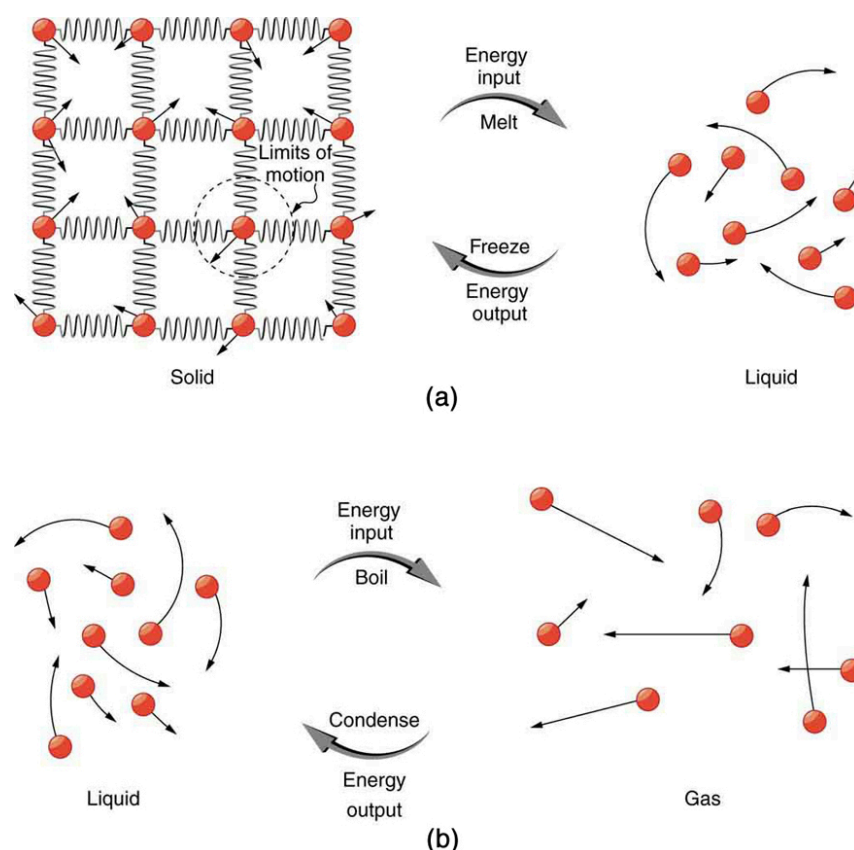 Energy
input
Melt
Limits of
motion
Freeze
Energy
output
Solid
Liquid
(a)
Energy
input
Boil
Condense
Energy
output
Liquid
Gas
(b)